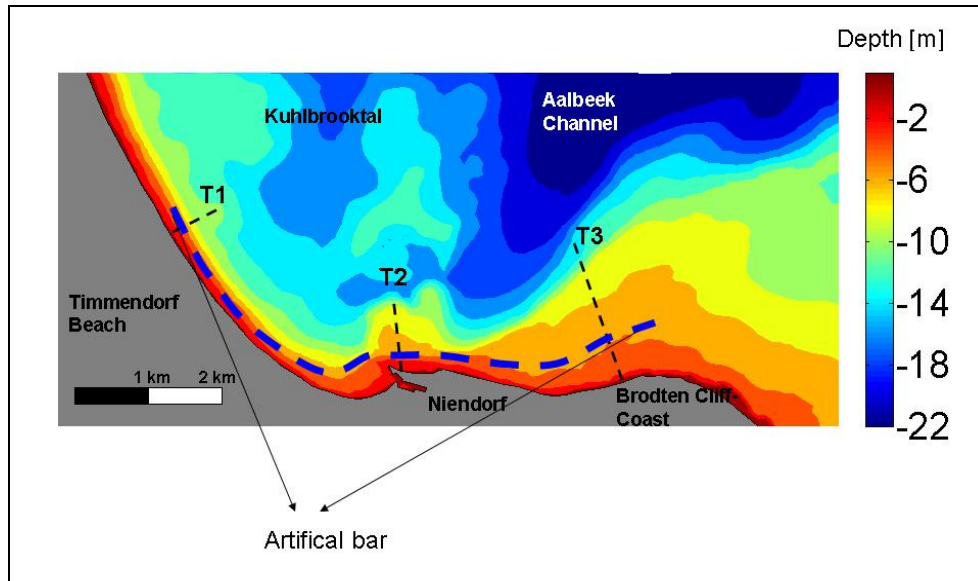 Depth [m]
Kuhlbrooktal
Aalbeek
Channel
-2
-6
-10
-14
-18
-22
T1
T2
T3
Timmendorf
Beach
1 km 2 km
Niendorf
Brodten Cliff-
Coast
Artifical bar